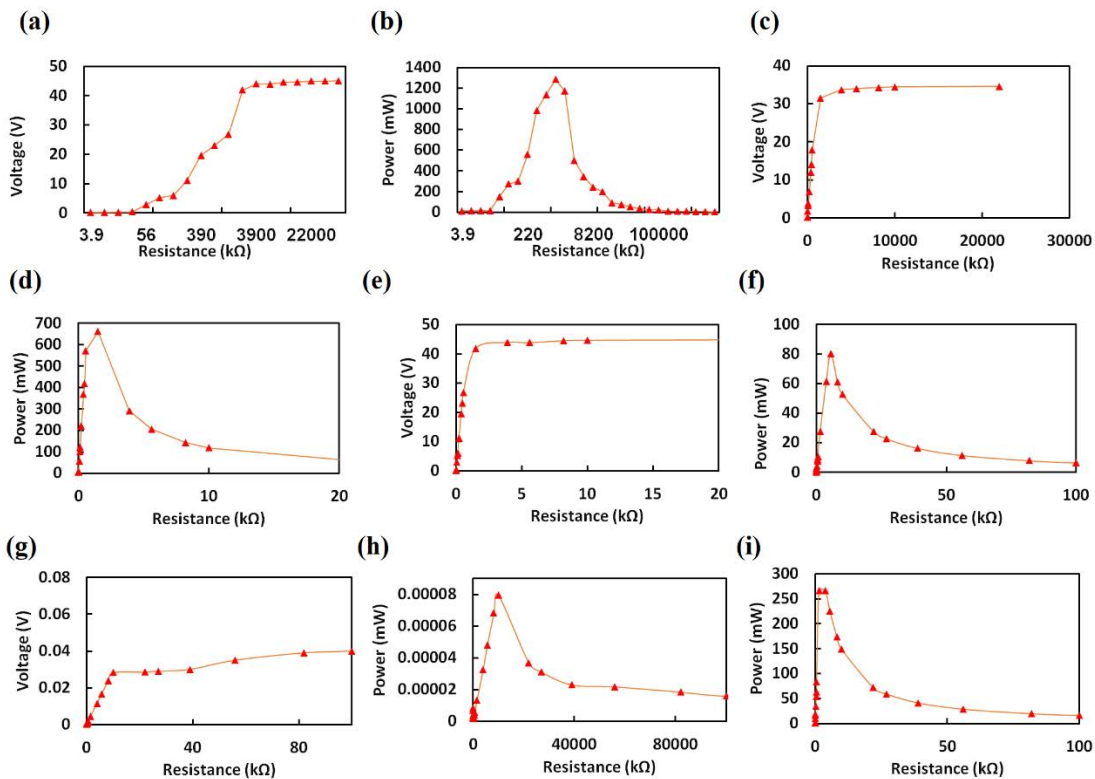 (a)
50
40
30
20
10
0
Voltage (V)
3.9 56 390 3900 22000
Resistance (kΩ)
(b)
1400
1200
1000
800
600
400
200
0
Power (mW)
3.9 220 8200 100000
Resistance (kΩ)
(c)
40
30
20
10
0
Voltage (V)
0 10000 20000 30000
Resistance (kΩ)
(d)
700
600
500
400
300
200
100
0
Power (mW)
0 10 20
Resistance (kΩ)
(e)
50
40
30
20
10
0
Voltage (V)
0 5 10 15 20
Resistance (kΩ)
(f)
100
80
60
40
20
0
Power (mW)
0 50 100
Resistance (kΩ)
(g)
0.08
0.06
0.04
0.02
0
Voltage (V)
0 40 80
Resistance (kΩ)
(h)
0.00008
0.00006
0.00004
0.00002
0
Power (mW)
0 40000 80000
Resistance (kΩ)
(i)
300
250
200
150
100
50
0
Power (mW)
0 50 100
Resistance (kΩ)